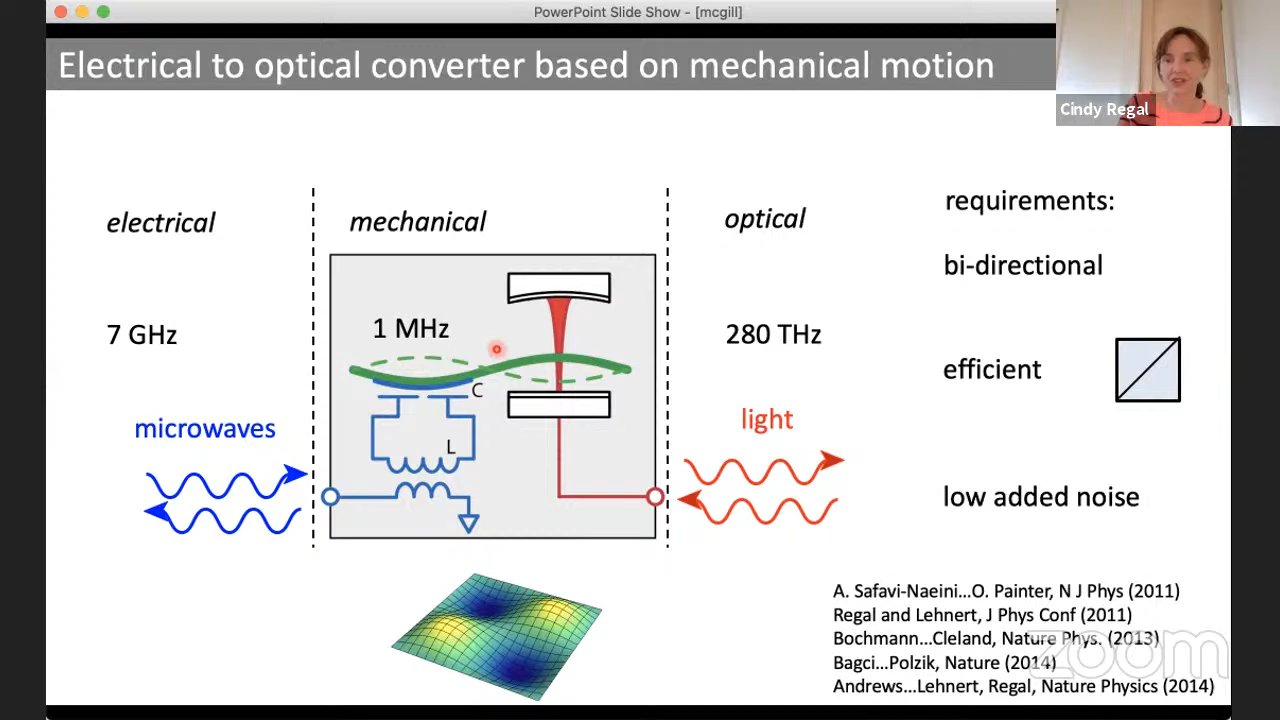 PowerPoint Slide Show - [mcgill]
Electrical to optical converter based on mechanical motion
Cindy Regal
electrical
mechanical
optical
requirements:
bi-directional
7 GHz
1 MHz
280 THz
efficient
C
microwaves
L
light
low added noise
A. Safavi-Naeini...O. Painter, N J Phys (2011)
Regal and Lehnert, J Phys Conf (2011)
Bochmann...Cleland, Nature Phys. (2013)
Bagci...Polzik, Nature (2014)
Andrews...Lehnert, Regal, Nature Physics (2014)
zoom